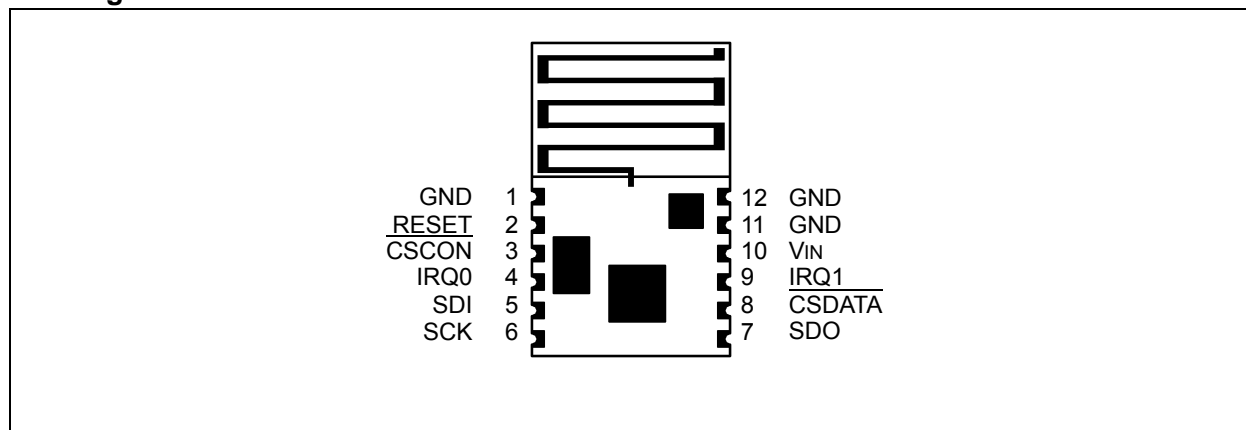 GND 1
RESET 2
CSCON 3
IRQ0 4
SDI 5
SCK 6
12 GND
11 GND
10 VIN
9 IRQ1
8 CSDATA
7 SDO